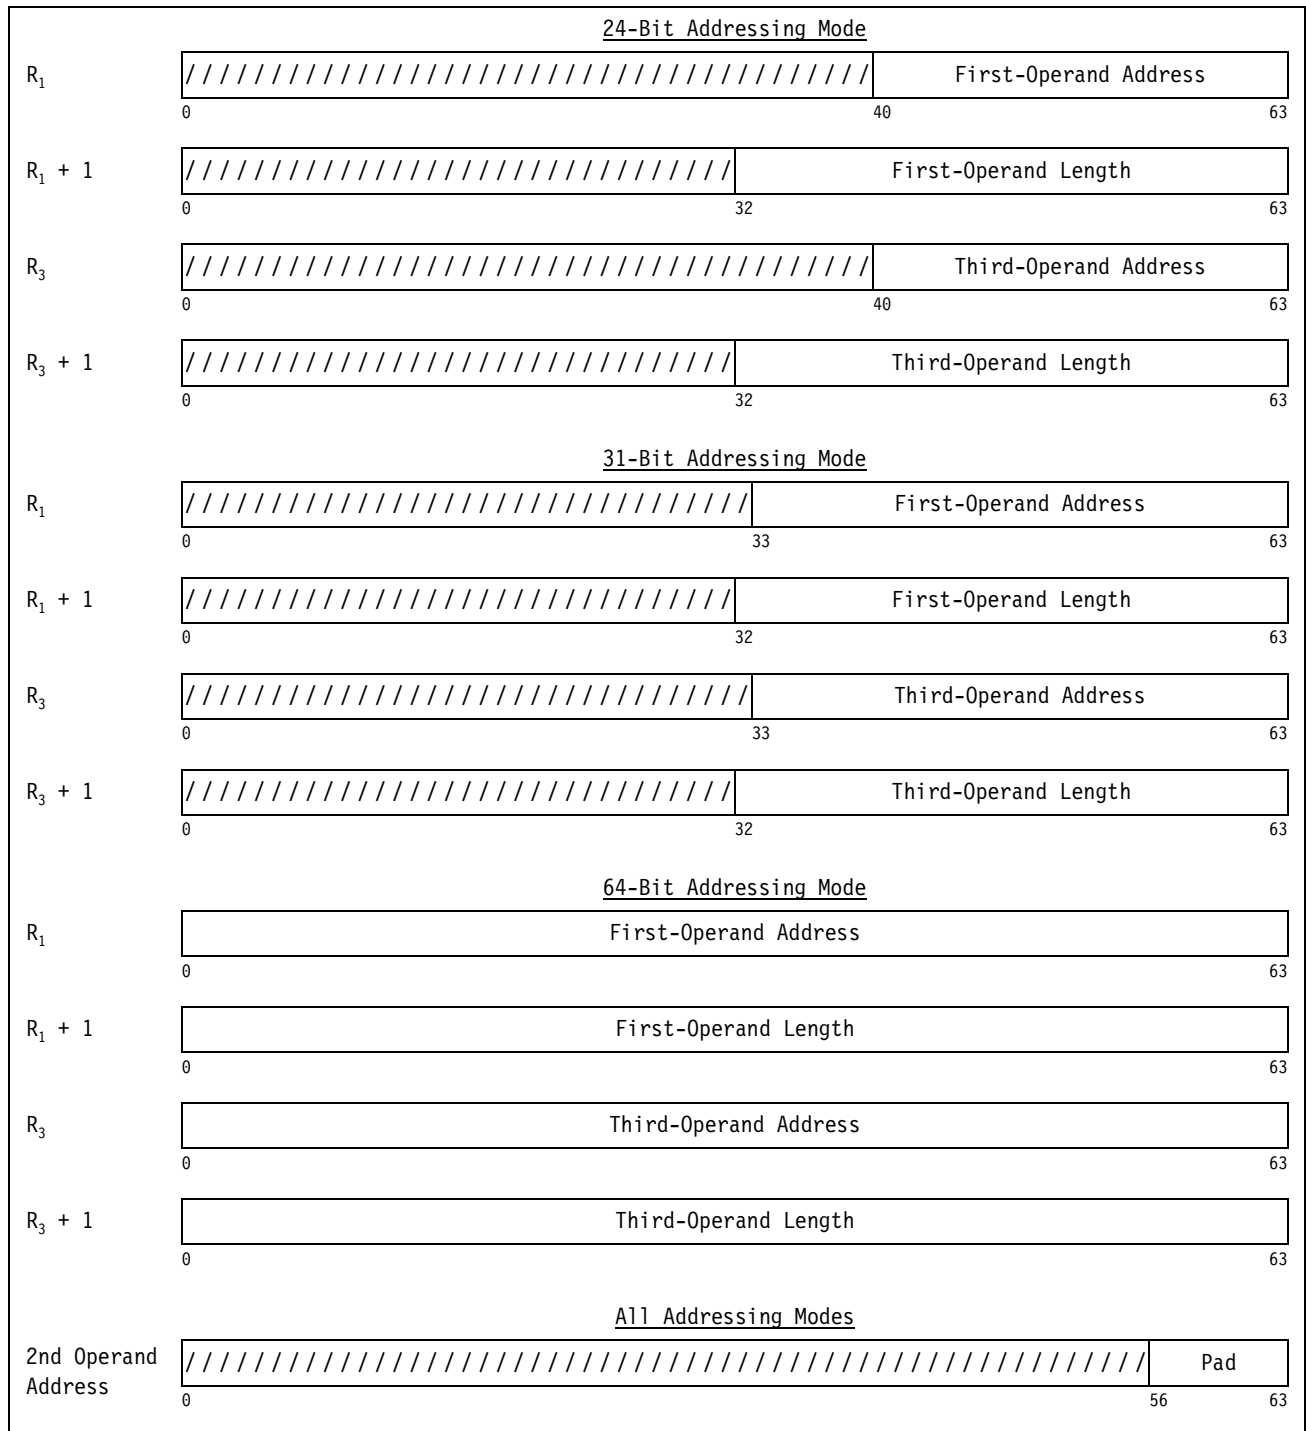 24-Bit Addressing Mode
R₁ ///////////////////////////////////////// First-Operand Address
0 40 63
R₁ + 1 //////////////////////////////// First-Operand Length
0 32 63
R₃ ///////////////////////////////////////// Third-Operand Address
0 40 63
R₃ + 1 //////////////////////////////// Third-Operand Length
0 32 63
31-Bit Addressing Mode
R₁ ///////////////////////////////// First-Operand Address
0 33 63
R₁ + 1 //////////////////////////////// First-Operand Length
0 32 63
R₃ ///////////////////////////////// Third-Operand Address
0 33 63
R₃ + 1 //////////////////////////////// Third-Operand Length
0 32 63
64-Bit Addressing Mode
R₁ First-Operand Address
0 63
R₁ + 1 First-Operand Length
0 63
R₃ Third-Operand Address
0 63
R₃ + 1 Third-Operand Length
0 63
All Addressing Modes
2nd Operand //////////////////////////////////////////////////////// Pad
Address
0 56 63